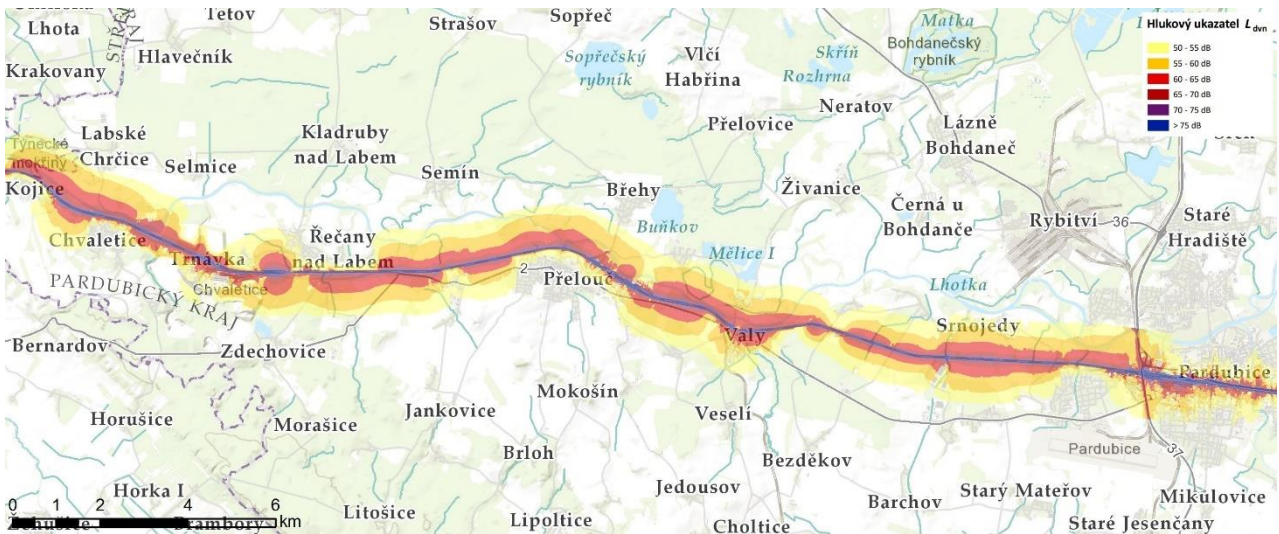 Lhota
Tetov
Strašov
Sopřeč
Matka
Hlukový ukazatel L dvn
50 - 55 dB
55 - 60 dB
60 - 65 dB
65 - 70 dB
70 - 75 dB
> 75 dB
Hlavečník
Krakovany
Sopřečský
rybník
Vlčí
Habřina
Skříň
Rozhrna
Bohdanečský
rybník
Neratov
Přelovice
Lázně
Bohdaneč
Týnecké
mokřiny
Labské
Chrčice
Selmice
Kladruby
nad Labem
Semín
Břehy
Živanice
Kojice
Buňkov
Černá u
Bohdanče
Rybitví
36
Staré
Hradiště
Chvaletice
Trnávka
Řečany
nad Labem
Mělice I
Chvaletice
2
Přelouč
Lhotka
PARDUBICKÝ KRAJ
Bernardov
Zdechovice
Valy
Srnojedy
Pardubice
Mokošín
Horušice
Morašice
Jankovice
Veselí
Brloh
Bezděkov
Pardubice
37
Horka I
Litošice
Lipoltice
Jedousov
Choltice
Barchov
Starý Mateřov
Mikulovice
Staré Jesenčany
0 2 4 6
km
Žehušice
Brambory